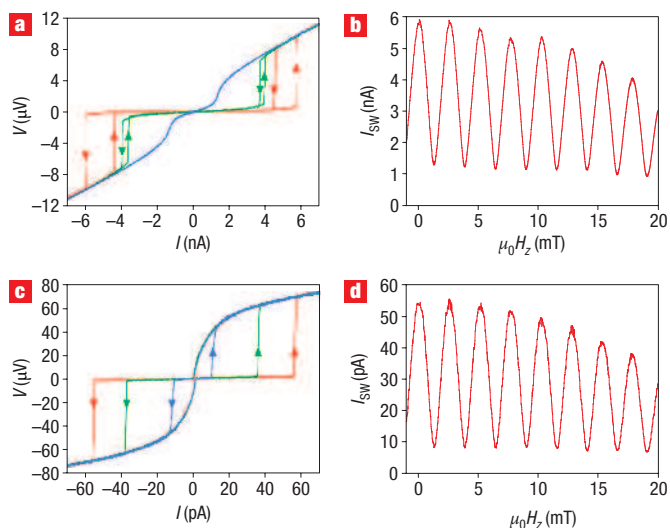 a
12
8
4
0
−4
−8
−12
V (μV)
−6 −4 −2 0 2 4 6
I (nA)
b
6
5
4
3
2
1
0
I_SW (nA)
0 5 10 15 20
μ₀H_z (mT)
c
80
60
40
20
0
−20
−40
−60
−80
V (μV)
−60 −40 −20 0 20 40 60
I (pA)
d
60
50
40
30
20
10
0
I_SW (pA)
0 5 10 15 20
μ₀H_z (mT)